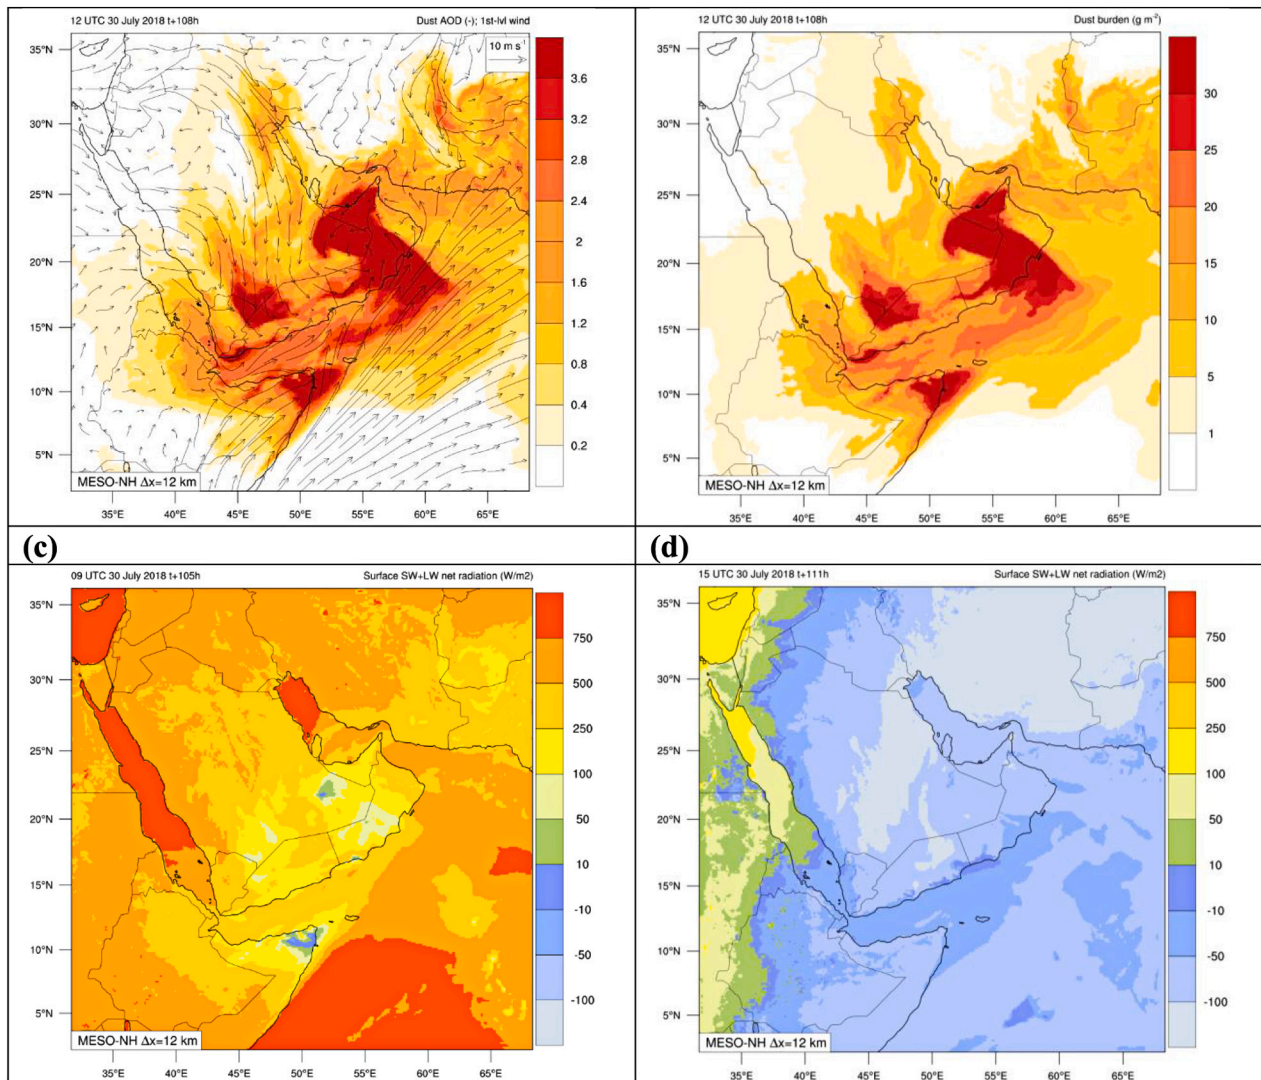 12 UTC 30 July 2018 t+108h Dust AOD (-); 1st-lvl wind
10 m s⁻¹
35°N
30°N
25°N
20°N
15°N
10°N
5°N
3.6
3.2
2.8
2.4
2
1.6
1.2
0.8
0.4
0.2
MESO-NH Δx=12 km
35°E 40°E 45°E 50°E 55°E 60°E 65°E
12 UTC 30 July 2018 t+108h Dust burden (g m⁻²)
35°N
30°N
25°N
20°N
15°N
10°N
5°N
30
25
20
15
10
5
1
MESO-NH Δx=12 km
35°E 40°E 45°E 50°E 55°E 60°E 65°E
(c)
09 UTC 30 July 2018 t+105h Surface SW+LW net radiation (W/m2)
35°N
30°N
25°N
20°N
15°N
10°N
5°N
750
500
250
100
50
10
-10
-50
-100
MESO-NH Δx=12 km
35°E 40°E 45°E 50°E 55°E 60°E 65°E
(d)
15 UTC 30 July 2018 t+111h Surface SW+LW net radiation (W/m2)
35°N
30°N
25°N
20°N
15°N
10°N
5°N
750
500
250
100
50
10
-10
-50
-100
MESO-NH Δx=12 km
35°E 40°E 45°E 50°E 55°E 60°E 65°E